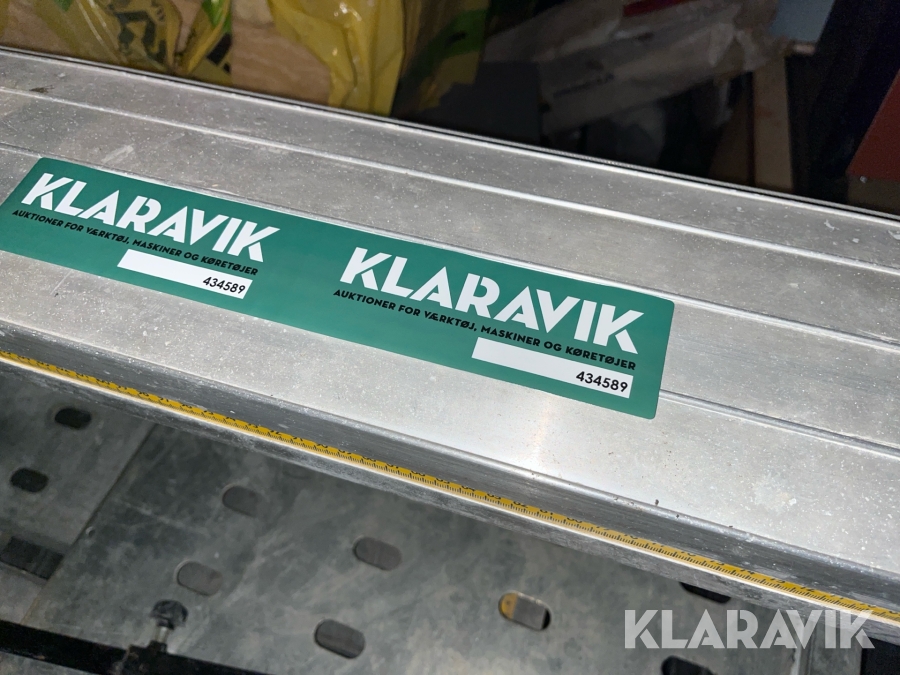 KLARAVIK
AUKTIONER FOR VÆRKTØJ, MASKINER OG KØRETØJER
434589
KLARAVIK
AUKTIONER FOR VÆRKTØJ, MASKINER OG KØRETØJER
434589
KLARAVIK